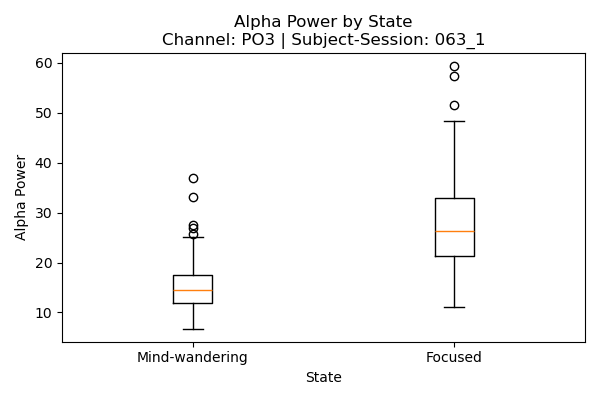 Alpha Power by State
Channel: PO3 | Subject-Session: 063_1
60
50
40
30
20
10
Alpha Power
Mind-wandering
Focused
State